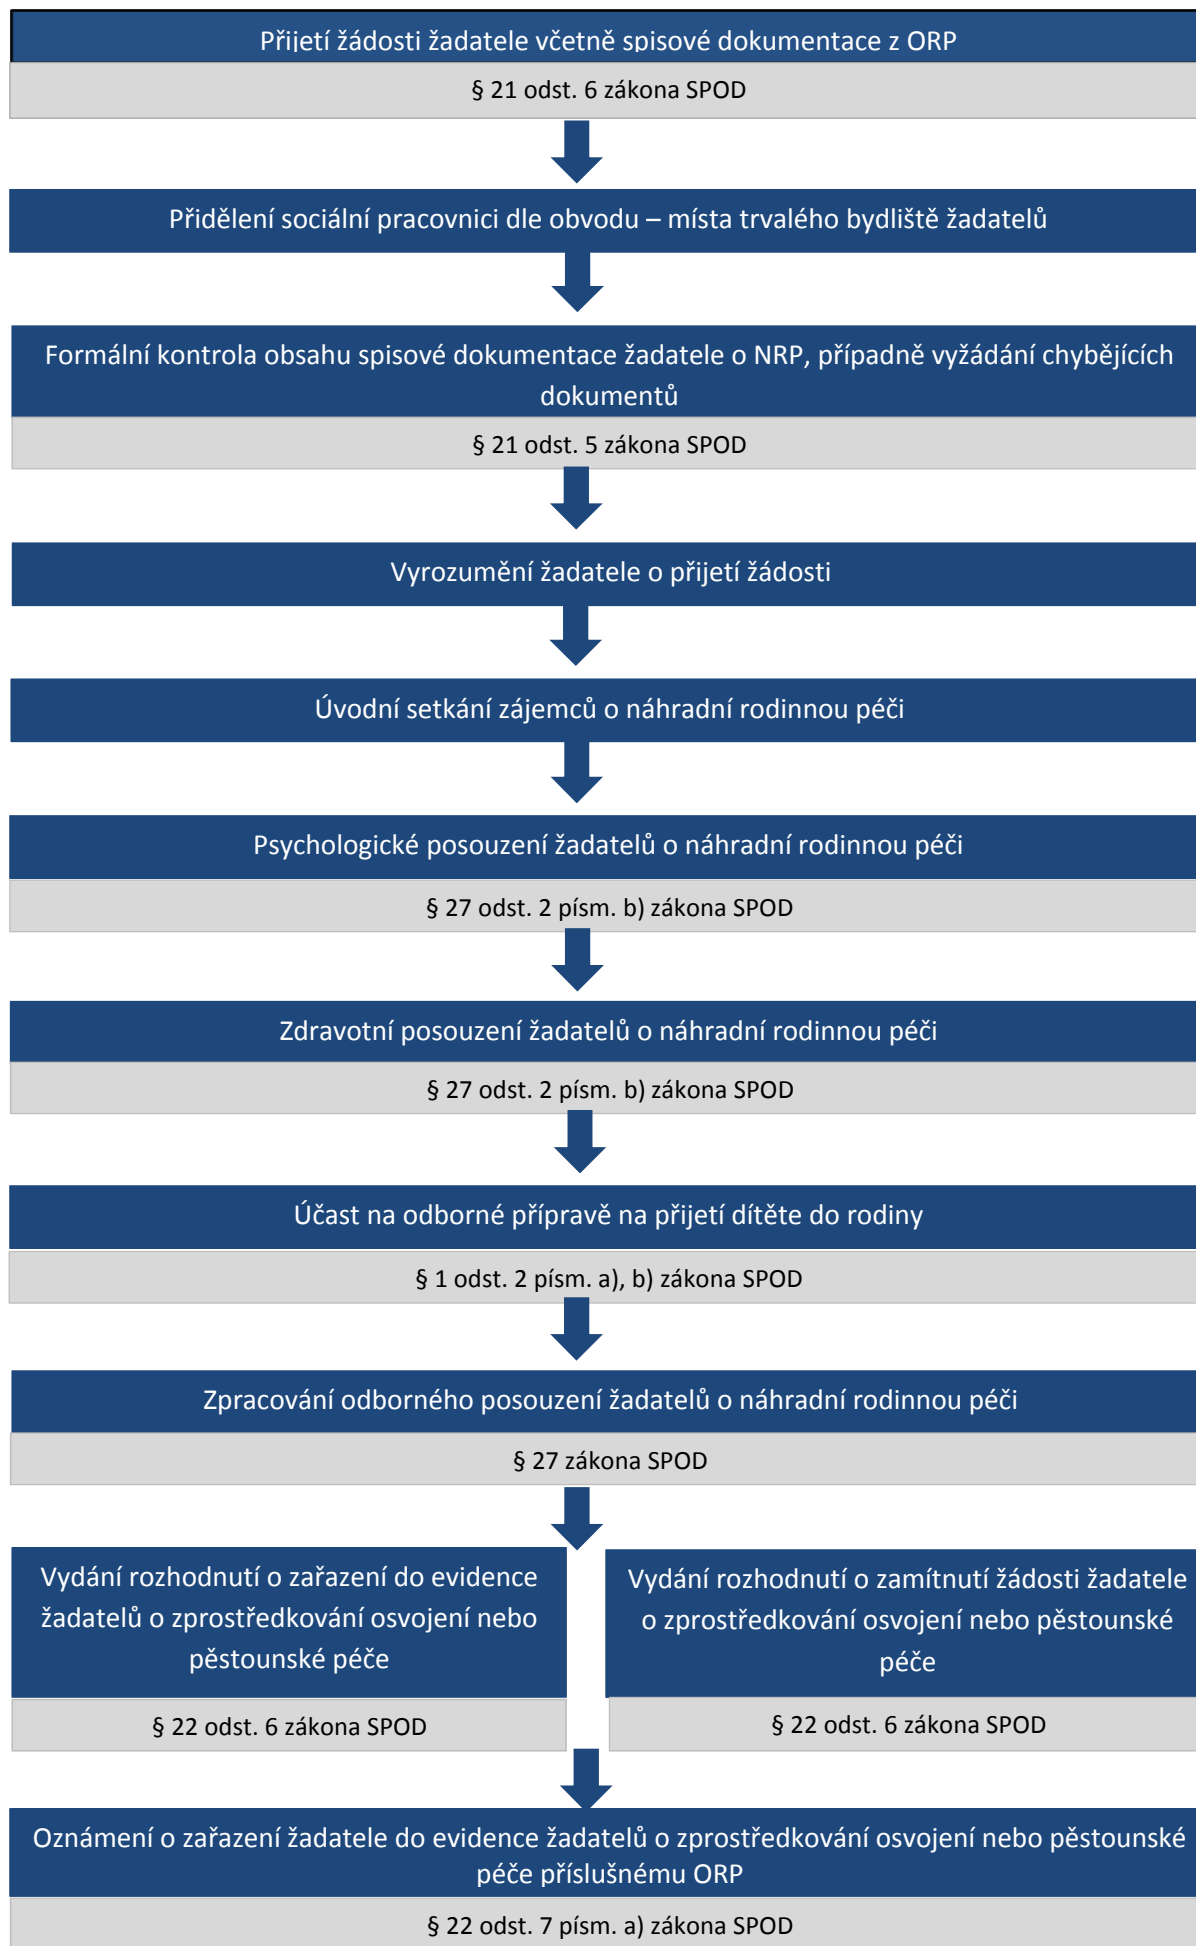 Přijetí žádosti žadatele včetně spisové dokumentace z ORP
§ 21 odst. 6 zákona SPOD
Přidělení sociální pracovnici dle obvodu – místa trvalého bydliště žadatelů
Formální kontrola obsahu spisové dokumentace žadatele o NRP, případně vyžádání chybějících
dokumentů
§ 21 odst. 5 zákona SPOD
Vyrozumění žadatele o přijetí žádosti
Úvodní setkání zájemců o náhradní rodinnou péči
Psychologické posouzení žadatelů o náhradní rodinnou péči
§ 27 odst. 2 písm. b) zákona SPOD
Zdravotní posouzení žadatelů o náhradní rodinnou péči
§ 27 odst. 2 písm. b) zákona SPOD
Účast na odborné přípravě na přijetí dítěte do rodiny
§ 1 odst. 2 písm. a), b) zákona SPOD
Zpracování odborného posouzení žadatelů o náhradní rodinnou péči
§ 27 zákona SPOD
Vydání rozhodnutí o zařazení do evidence
žadatelů o zprostředkování osvojení nebo
pěstounské péče
§ 22 odst. 6 zákona SPOD
Vydání rozhodnutí o zamítnutí žádosti žadatele
o zprostředkování osvojení nebo pěstounské
péče
§ 22 odst. 6 zákona SPOD
Oznámení o zařazení žadatele do evidence žadatelů o zprostředkování osvojení nebo pěstounské
péče příslušnému ORP
§ 22 odst. 7 písm. a) zákona SPOD